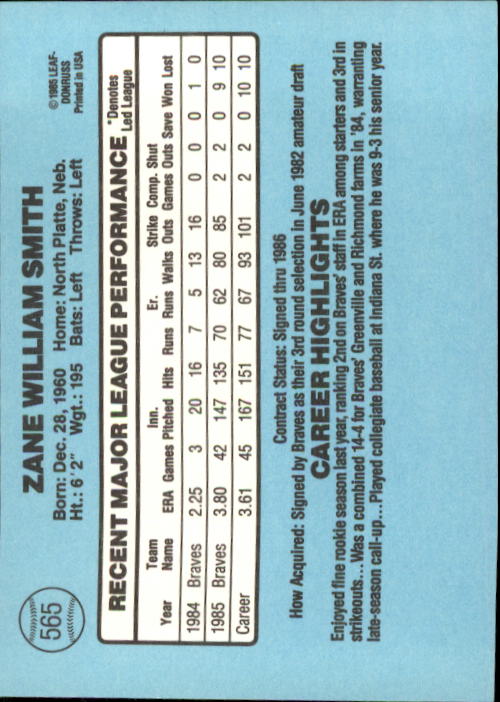 565
ZANE WILLIAM SMITH
Born: Dec. 28, 1960 Home: North Platte, Neb.
Ht.: 6'2" Wgt.: 195 Bats: Left Throws: Left
©1985 LEAF-
DONRUSS
Printed in USA
RECENT MAJOR LEAGUE PERFORMANCE
*Denotes
Led League
Team Inn. Er. Strike Comp. Shut
Year Name ERA Games Pitched Hits Runs Runs Walks Outs Games Outs Save Won Lost
1984 Braves 2.25 3 20 16 7 5 13 16 0 0 0 1 0
1985 Braves 3.80 42 147 135 70 62 80 85 2 2 0 9 10
Career 3.61 45 167 151 77 67 93 101 2 2 0 10 10
Contract Status: Signed thru 1986
How Acquired: Signed by Braves as their 3rd round selection in June 1982 amateur draft
CAREER HIGHLIGHTS
Enjoyed fine rookie season last year, ranking 2nd on Braves' staff in ERA among starters and 3rd in
strikeouts...Was a combined 14-4 for Braves' Greenville and Richmond farms in '84, warranting
late-season call-up...Played collegiate baseball at Indiana St. where he was 9-3 his senior year.